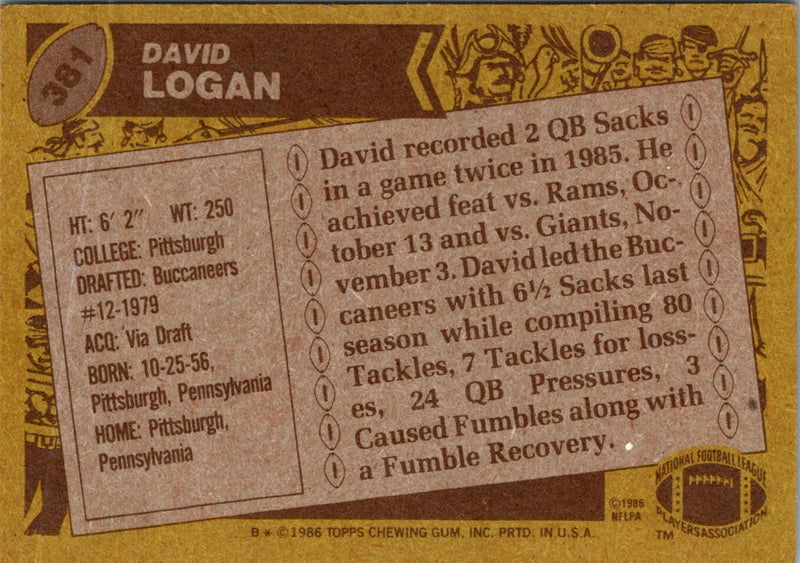 381
DAVID
LOGAN
HT: 6' 2" WT: 250
COLLEGE: Pittsburgh
DRAFTED: Buccaneers
#12-1979
ACQ: Via Draft
BORN: 10-25-56,
Pittsburgh, Pennsylvania
HOME: Pittsburgh,
Pennsylvania
David recorded 2 QB Sacks
in a game twice in 1985. He
achieved feat vs. Rams, Oc-
tober 13 and vs. Giants, No-
vember 3. David led the Buc-
caneers with 6½ Sacks last
season while compiling 80
Tackles, 7 Tackles for loss-
es, 24 QB Pressures, 3
Caused Fumbles along with
a Fumble Recovery.
©1986
NFLPA
NATIONAL FOOTBALL LEAGUE
PLAYERS ASSOCIATION
TM
B * © 1986 TOPPS CHEWING GUM, INC. PRTD. IN U.S.A.